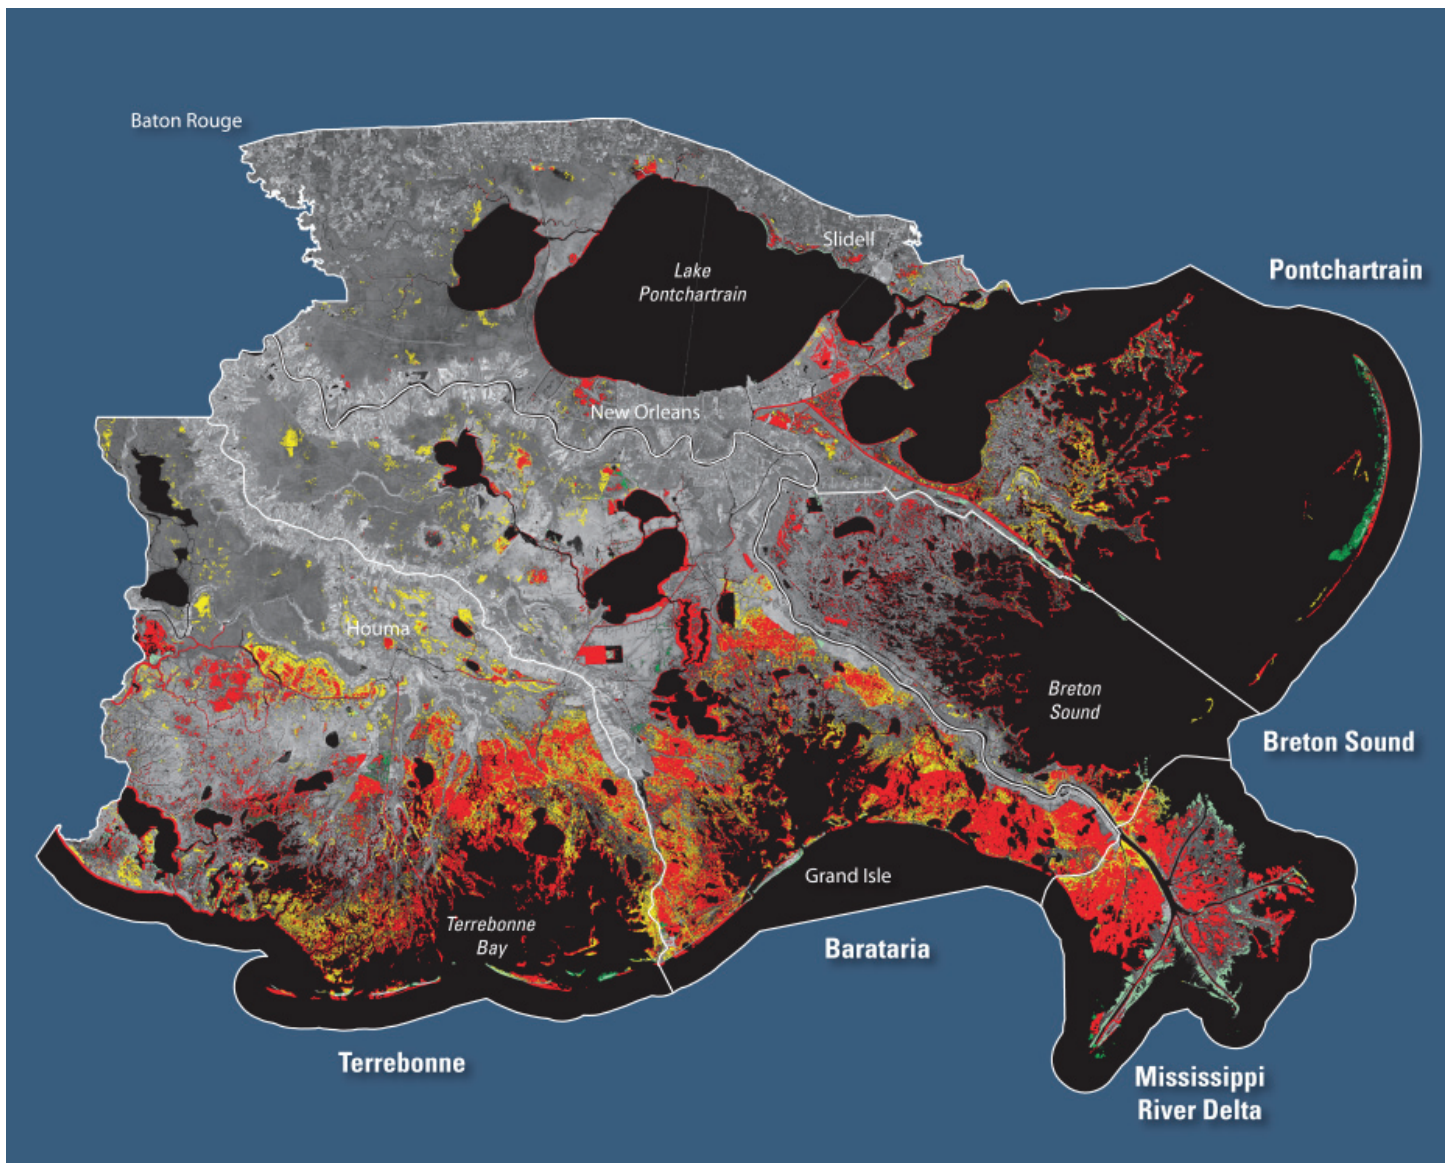 Baton Rouge
Slidell
Lake
Pontchartrain
Pontchartrain
New Orleans
Houma
Breton
Sound
Breton Sound
Grand Isle
Terrebonne
Bay
Barataria
Terrebonne
Mississippi
River Delta